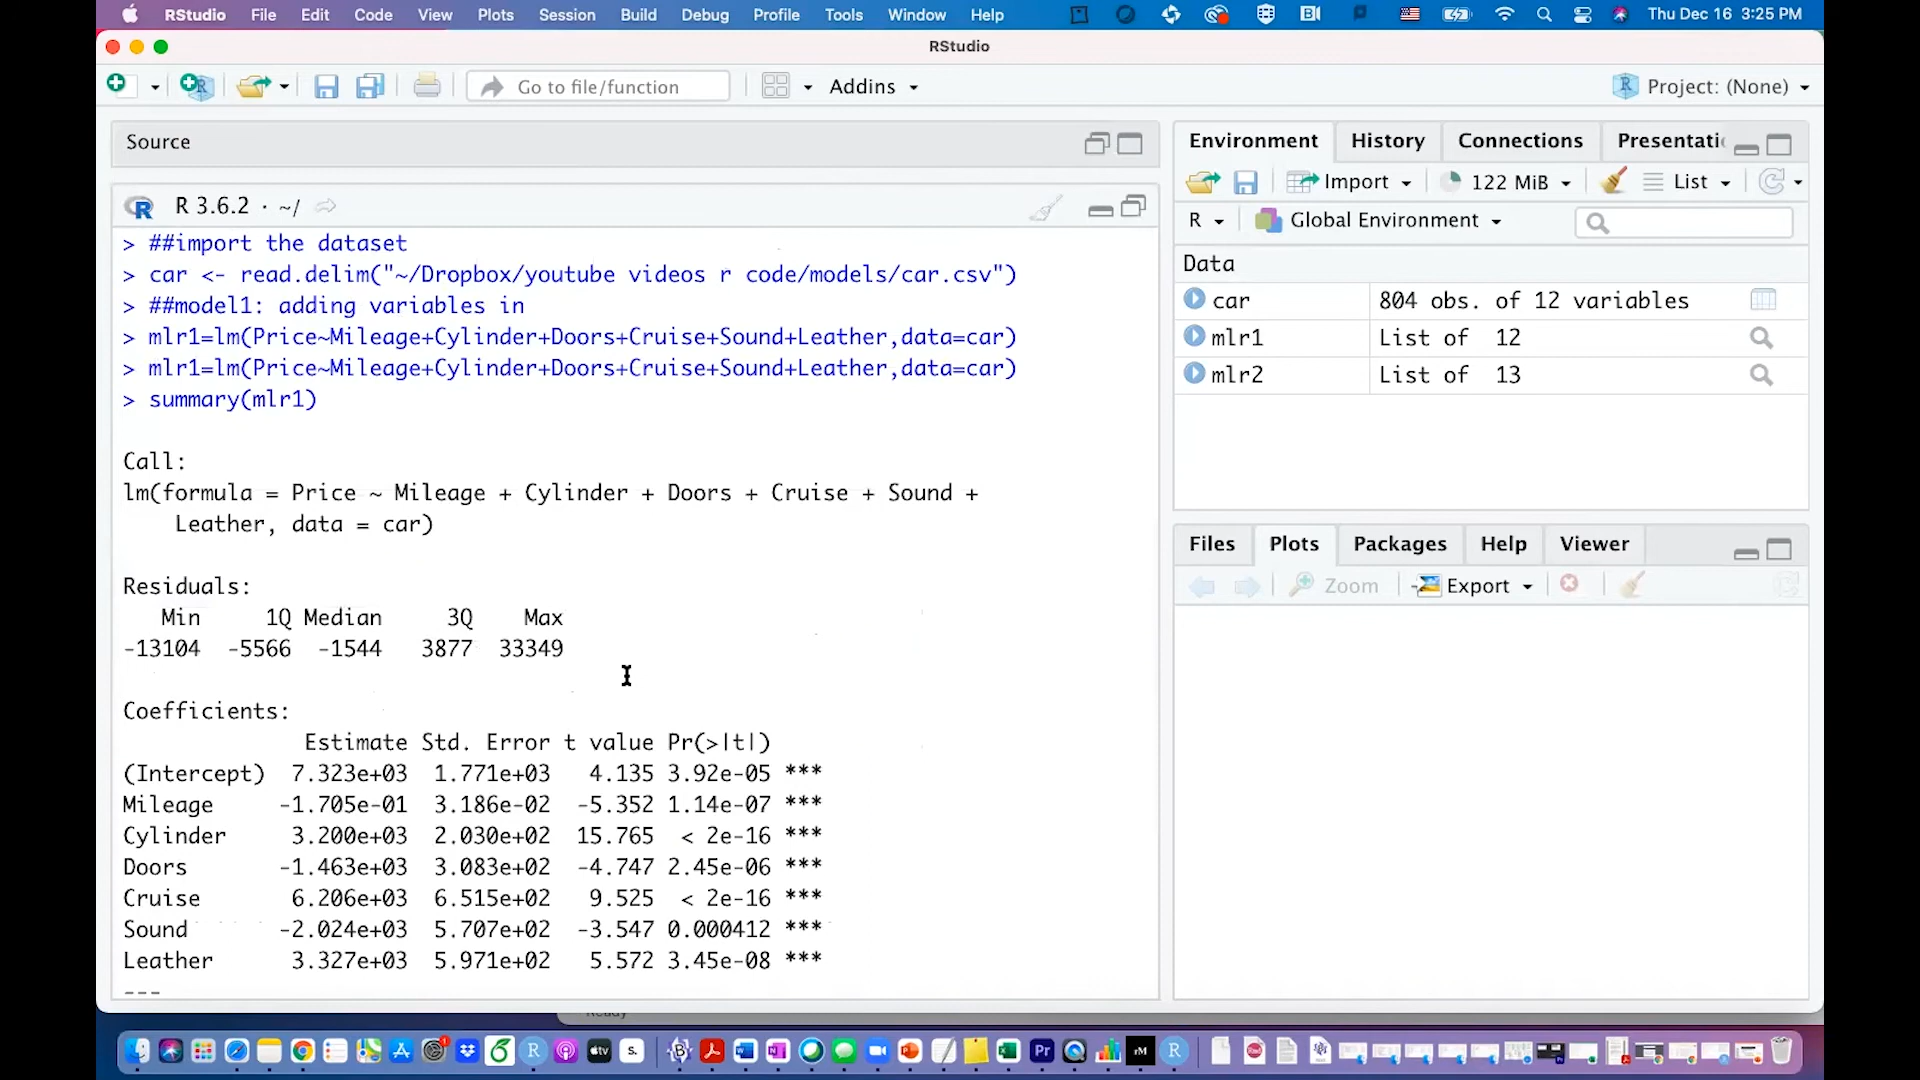 RStudio File Edit Code View Plots Session Build Debug Profile Tools Window Help Thu Dec 16 3:25 PM
RStudio
Go to file/function Addins Project: (None)
Source
R 3.6.2 · ~/
> ##import the dataset
> car <- read.delim("~/Dropbox/youtube videos r code/models/car.csv")
> ##model1: adding variables in
> mlr1=lm(Price~Mileage+Cylinder+Doors+Cruise+Sound+Leather,data=car)
> mlr1=lm(Price~Mileage+Cylinder+Doors+Cruise+Sound+Leather,data=car)
> summary(mlr1)
Call:
lm(formula = Price ~ Mileage + Cylinder + Doors + Cruise + Sound +
    Leather, data = car)
Residuals:
   Min     1Q Median     3Q    Max
-13104  -5566  -1544   3877  33349
Coefficients:
              Estimate Std. Error t value Pr(>|t|)
(Intercept)  7.323e+03  1.771e+03   4.135 3.92e-05 ***
Mileage     -1.705e-01  3.186e-02  -5.352 1.14e-07 ***
Cylinder     3.200e+03  2.030e+02  15.765  < 2e-16 ***
Doors       -1.463e+03  3.083e+02  -4.747 2.45e-06 ***
Cruise       6.206e+03  6.515e+02   9.525  < 2e-16 ***
Sound       -2.024e+03  5.707e+02  -3.547 0.000412 ***
Leather      3.327e+03  5.971e+02   5.572 3.45e-08 ***
---
Environment History Connections Presentati
Import 122 MiB List
R Global Environment
Data
car 804 obs. of 12 variables
mlr1 List of 12
mlr2 List of 13
Files Plots Packages Help Viewer
Zoom Export
Ready